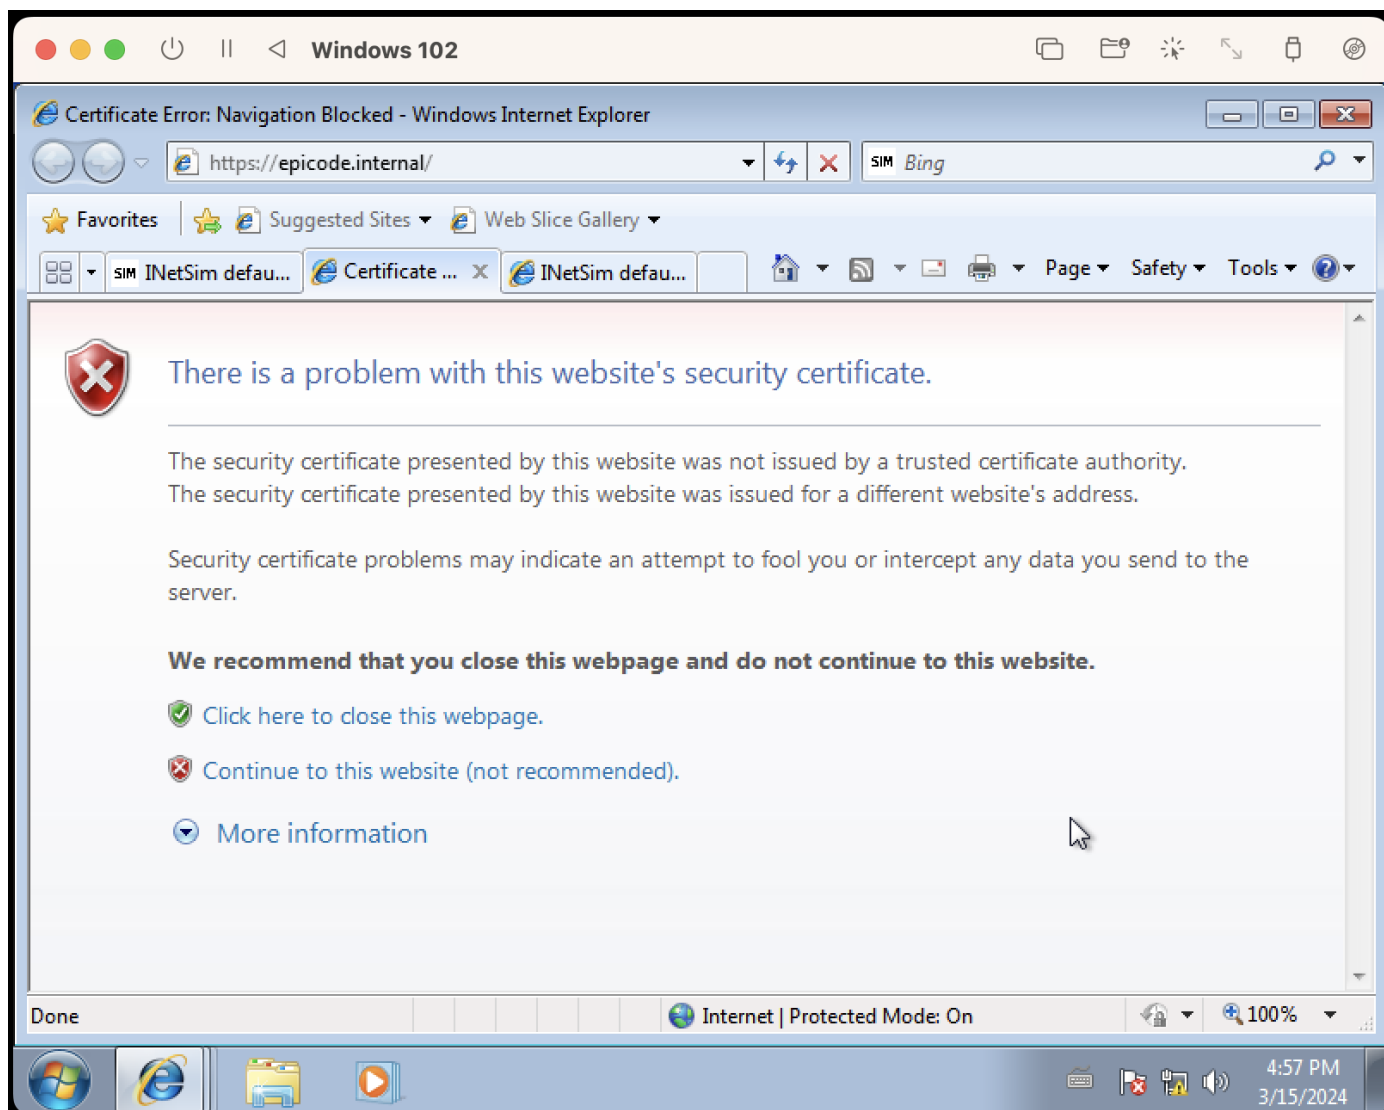 Windows 102
Certificate Error: Navigation Blocked - Windows Internet Explorer
https://epicode.internal/
SIM Bing
Favorites Suggested Sites Web Slice Gallery
SIM INetSim defau... Certificate ... X INetSim defau... Page Safety Tools
There is a problem with this website's security certificate.
The security certificate presented by this website was not issued by a trusted certificate authority.
The security certificate presented by this website was issued for a different website's address.
Security certificate problems may indicate an attempt to fool you or intercept any data you send to the
server.
We recommend that you close this webpage and do not continue to this website.
Click here to close this webpage.
Continue to this website (not recommended).
More information
Done Internet | Protected Mode: On 100%
4:57 PM
3/15/2024